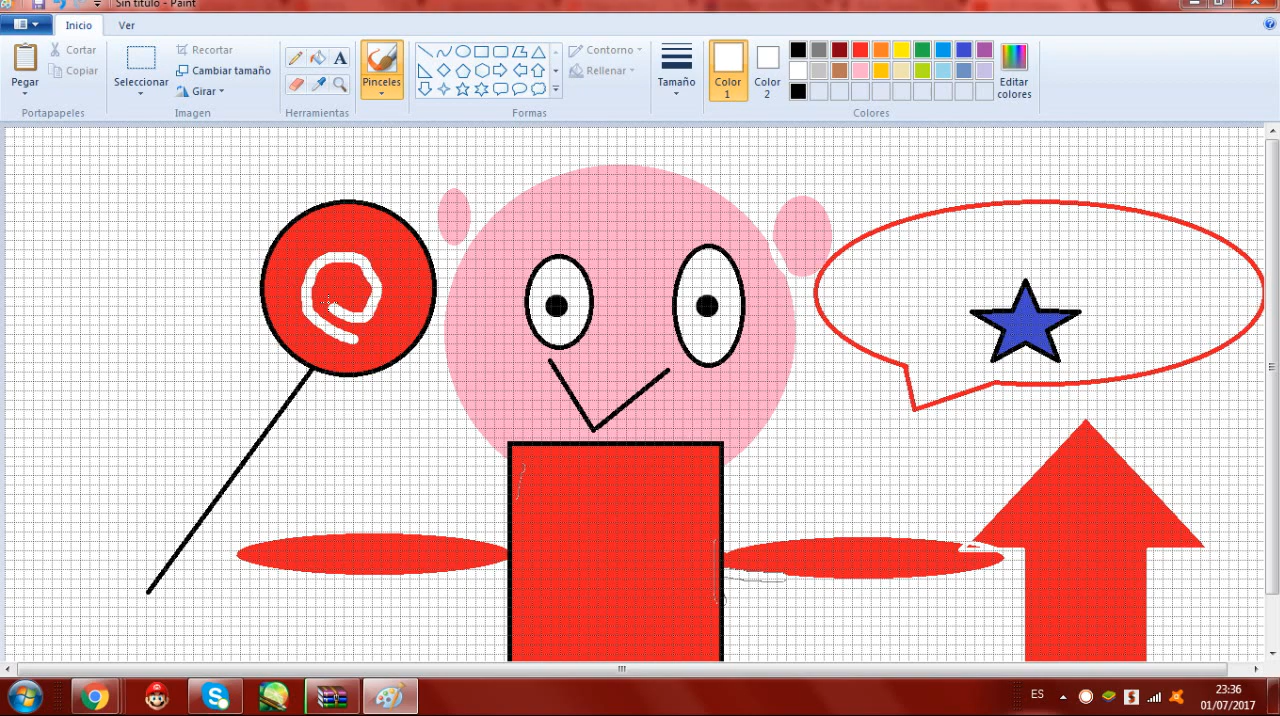 Sin título - Paint
Inicio Ver
Pegar
Cortar
Copiar
Portapapeles
Seleccionar
Recortar
Cambiar tamaño
Girar
Imagen
A
Herramientas
Pinceles
Contorno
Rellenar
Formas
Tamaño
Color
1
Color
2
Editar
colores
Colores
ES
23:36
01/07/2017